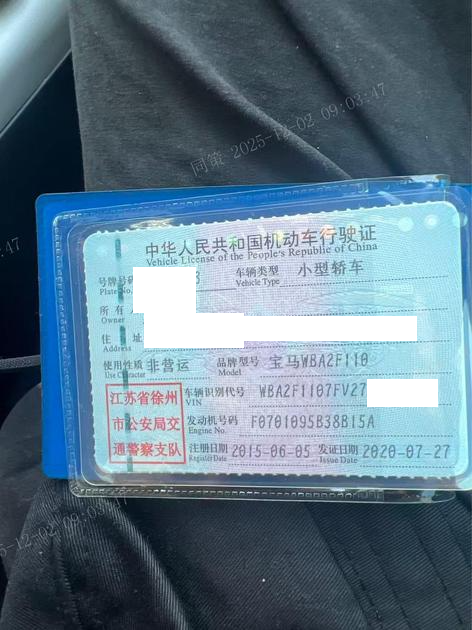 同策 2025-12-02 09:03:47
中华人民共和国机动车行驶证
Vehicle License of the People's Republic of China
号牌号码 3 车辆类型 小型轿车
Plate No. Vehicle Type
所有人
Owner
住址
Address
使用性质 非营运 品牌型号 宝马WBA2F110
Use Character Model
江苏省徐州
市公安局交
通警察支队
车辆识别代号 WBA2F1107FV27
VIN
发动机号码 F0701095B38B15A
Engine No.
注册日期 2015-06-05 发证日期 2020-07-27
Register Date Issue Date